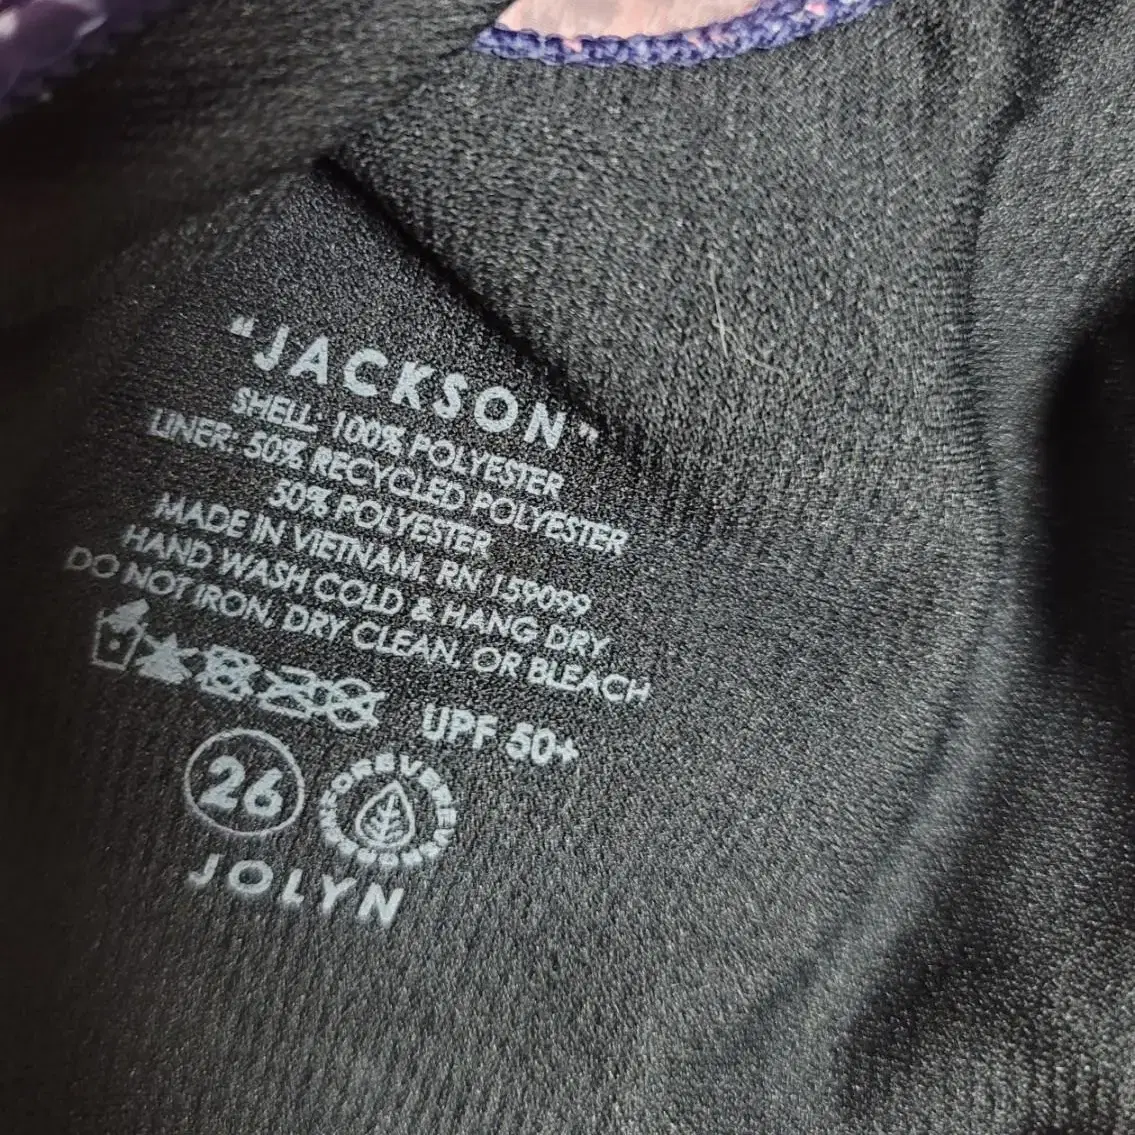 "JACKSON"
SHELL: 100% POLYESTER
LINER: 50% RECYCLED POLYESTER
50% POLYESTER
MADE IN VIETNAM. RN 159099
HAND WASH COLD & HANG DRY
DO NOT IRON, DRY CLEAN, OR BLEACH
UPF 50+
26
FOREVEREVER
JOLYN